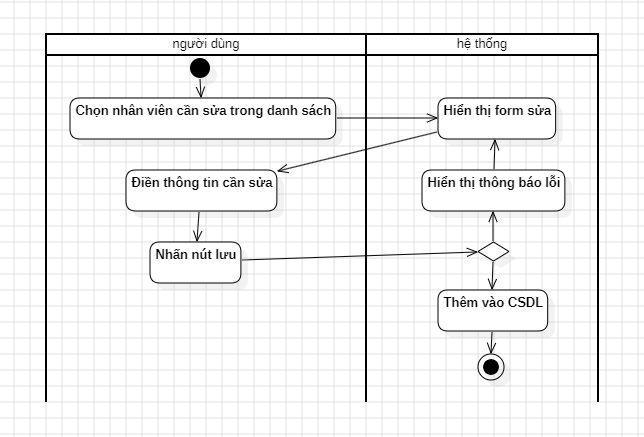 người dùng
hệ thống
Chọn nhân viên cần sửa trong danh sách
Hiển thị form sửa
Điền thông tin cần sửa
Hiển thị thông báo lỗi
Nhấn nút lưu
Thêm vào CSDL